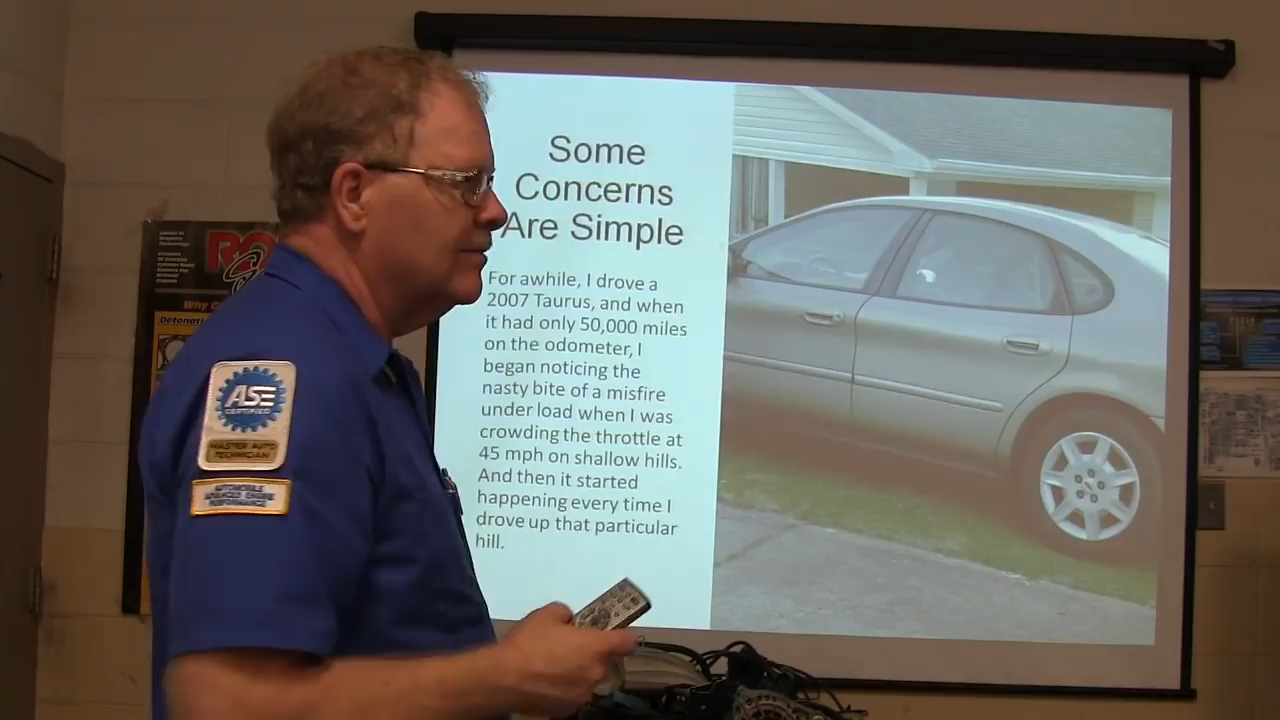 Some
Concerns
Are Simple
For awhile, I drove a
2007 Taurus, and when
it had only 50,000 miles
on the odometer, I
began noticing the
nasty bite of a misfire
under load when I was
crowding the throttle at
45 mph on shallow hills.
And then it started
happening every time I
drove up that particular
hill.
ASE
CERTIFIED
MASTER AUTO
TECHNICIAN
AUTOMOBILE
ADVANCED ENGINE
PERFORMANCE
Why